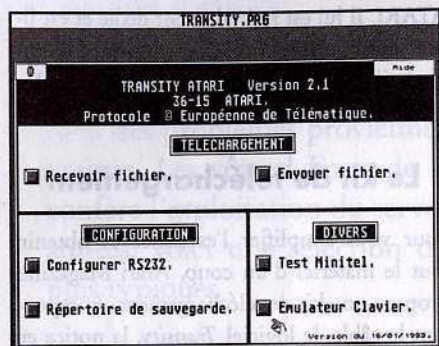 TRANSITY.PRG
Aide
TRANSITY ATARI Version 2.1
36-15 ATARI.
Protocole © Européenne de Télématique.
TELECHARGEMENT
Recevoir fichier.
Envoyer fichier.
CONFIGURATION
Configurer RS232.
Répertoire de sauvegarde.
DIVERS
Test Minitel.
Emulateur Clavier.
Version du 16/01/1993.